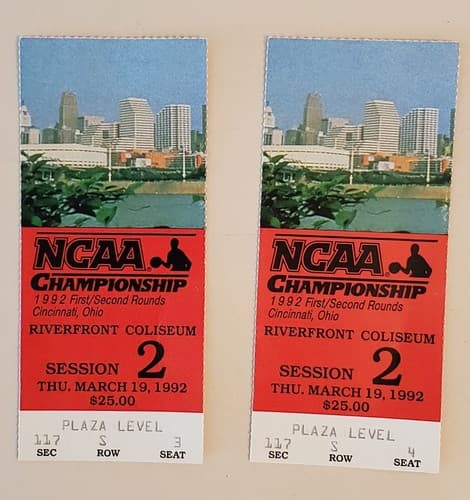 NCAA®
CHAMPIONSHIP
1992 First/Second Rounds
Cincinnati, Ohio
RIVERFRONT COLISEUM
SESSION 2
THU. MARCH 19, 1992
$25.00
PLAZA LEVEL
117 S 3
SEC ROW SEAT
NCAA®
CHAMPIONSHIP
1992 First/Second Rounds
Cincinnati, Ohio
RIVERFRONT COLISEUM
SESSION 2
THU. MARCH 19, 1992
$25.00
PLAZA LEVEL
117 S 4
SEC ROW SEAT